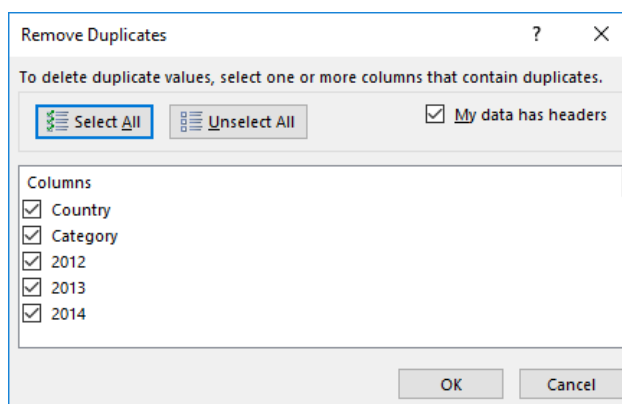 Remove Duplicates ?
To delete duplicate values, select one or more columns that contain duplicates.
Select All Unselect All My data has headers
Columns
Country
Category
2012
2013
2014
OK Cancel